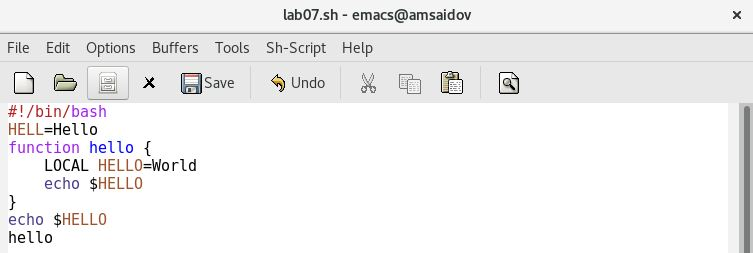 lab07.sh - emacs@amsaidov
File Edit Options Buffers Tools Sh-Script Help
Save Undo
#!/bin/bash
HELL=Hello
function hello {
    LOCAL HELLO=World
    echo $HELLO
}
echo $HELLO
hello